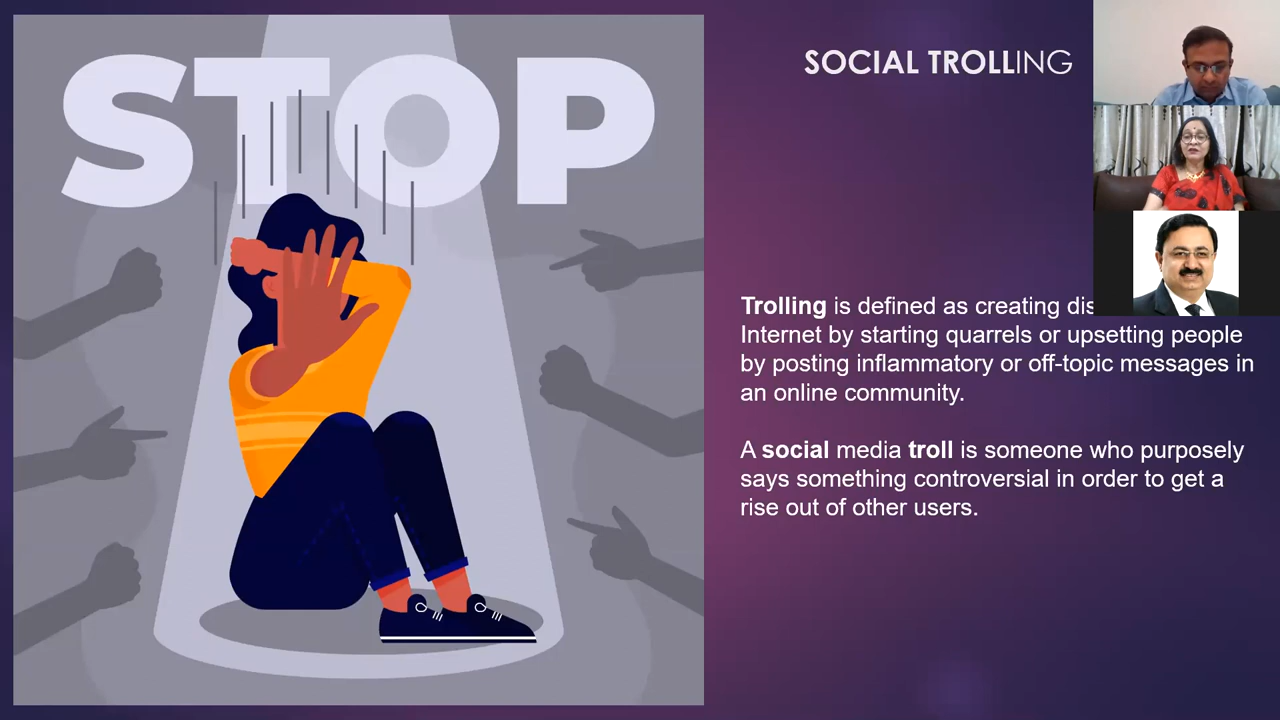 STOP
SOCIAL TROLLING
Trolling is defined as creating
Internet by starting quarrels or upsetting people
by posting inflammatory or off-topic messages in
an online community.
A social media troll is someone who purposely
says something controversial in order to get a
rise out of other users.